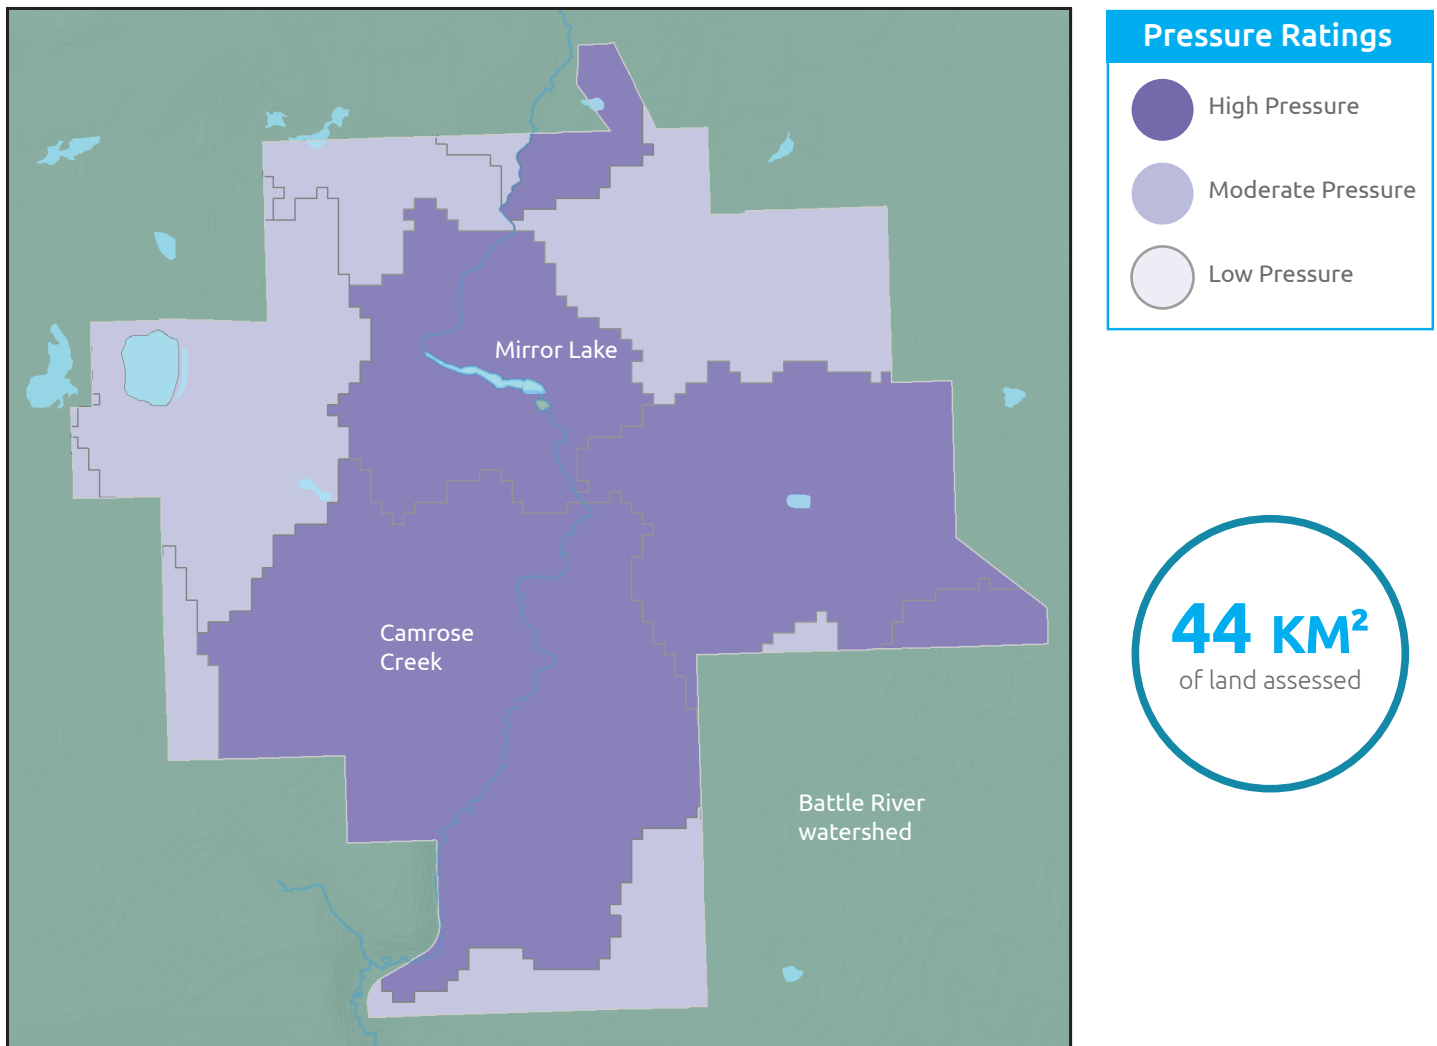 Pressure Ratings
High Pressure
Moderate Pressure
Low Pressure
Mirror Lake
Camrose
Creek
Battle River
watershed
44 KM²
of land assessed